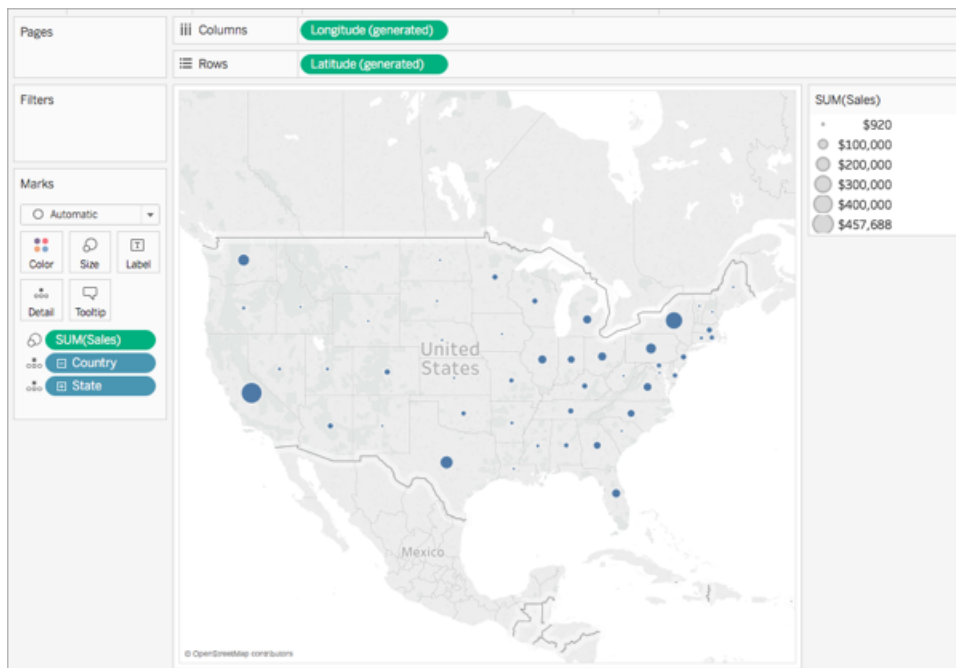 Pages
Columns
Longitude (generated)
Rows
Latitude (generated)
Filters
Marks
Automatic
Color
Size
Label
Detail
Tooltip
SUM(Sales)
Country
State
United
States
Mexico
© OpenStreetMap contributors
SUM(Sales)
$920
$100,000
$200,000
$300,000
$400,000
$457,688